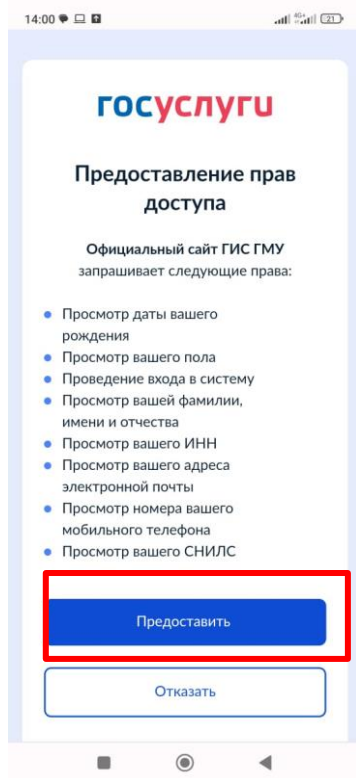 14:00 4G+ 21
госуслуги
Предоставление прав
доступа
Официальный сайт ГИС ГМУ
запрашивает следующие права:
Просмотр даты вашего
рождения
Просмотр вашего пола
Проведение входа в систему
Просмотр вашей фамилии,
имени и отчества
Просмотр вашего ИНН
Просмотр вашего адреса
электронной почты
Просмотр номера вашего
мобильного телефона
Просмотр вашего СНИЛС
Предоставить
Отказать